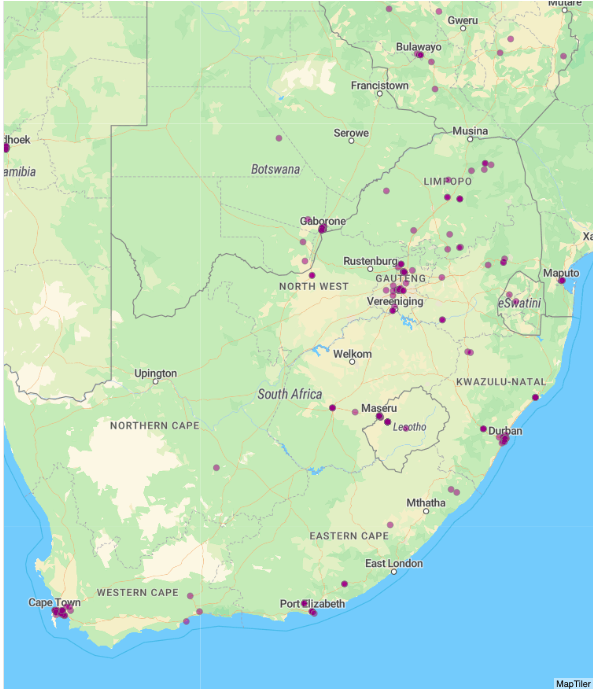 Mutare
Gweru
Bulawayo
Francistown
Serowe
Musina
dhoek
amibia
Botswana
LIMPOPO
Gaborone
Xa
Rustenburg
GAUTENG
Maputo
NORTH WEST
Vereeniging
eSwatini
Welkom
Upington
KWAZULU-NATAL
South Africa
Maseru
NORTHERN CAPE
Lesotho
Durban
Mthatha
EASTERN CAPE
East London
WESTERN CAPE
Cape Town
Port Elizabeth
MapTiler